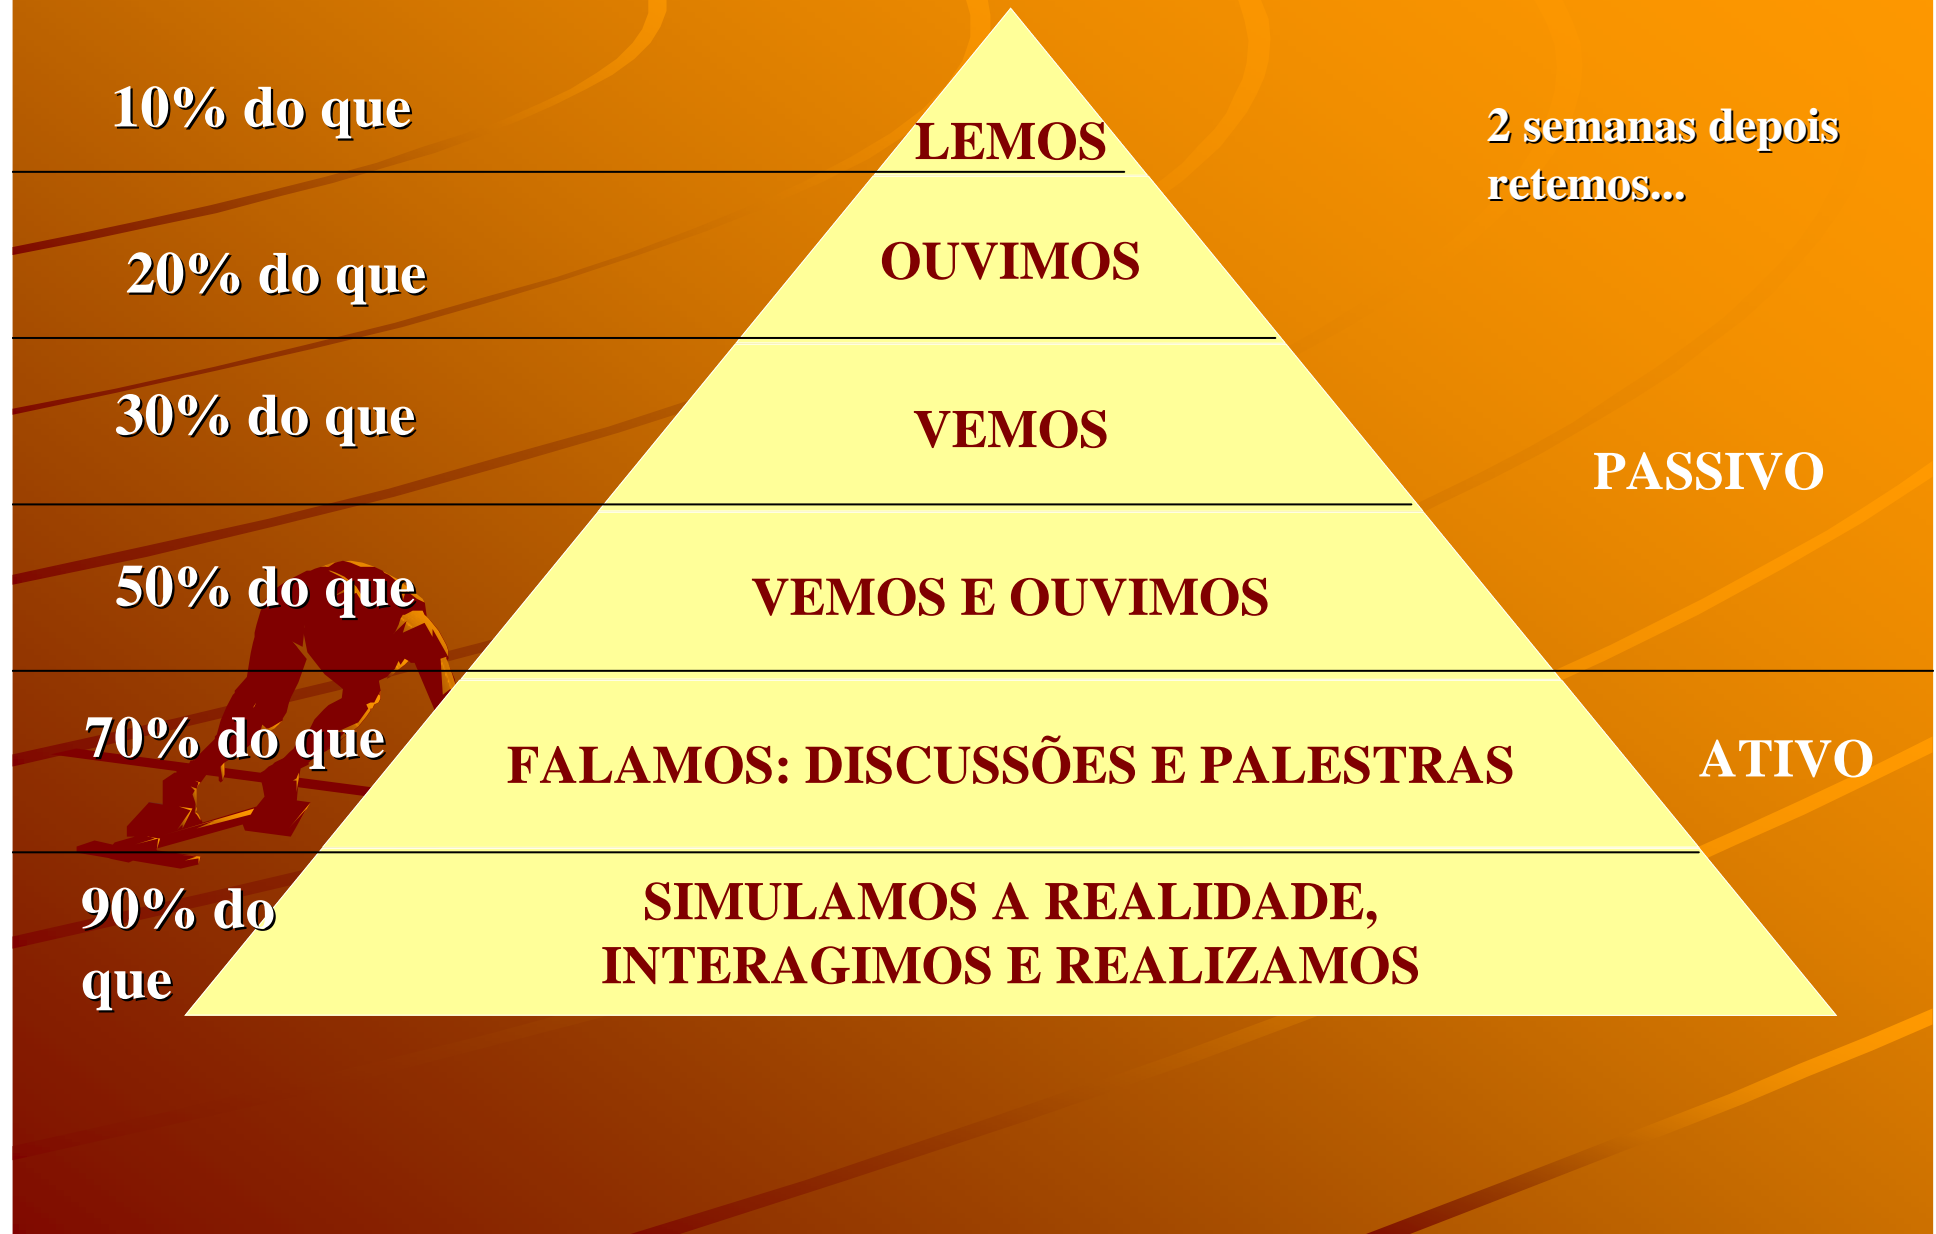 10% do que
LEMOS
2 semanas depois
retemos...
20% do que
OUVIMOS
30% do que
VEMOS
PASSIVO
50% do que
VEMOS E OUVIMOS
70% do que
FALAMOS: DISCUSSÕES E PALESTRAS
ATIVO
90% do
que
SIMULAMOS A REALIDADE,
INTERAGIMOS E REALIZAMOS